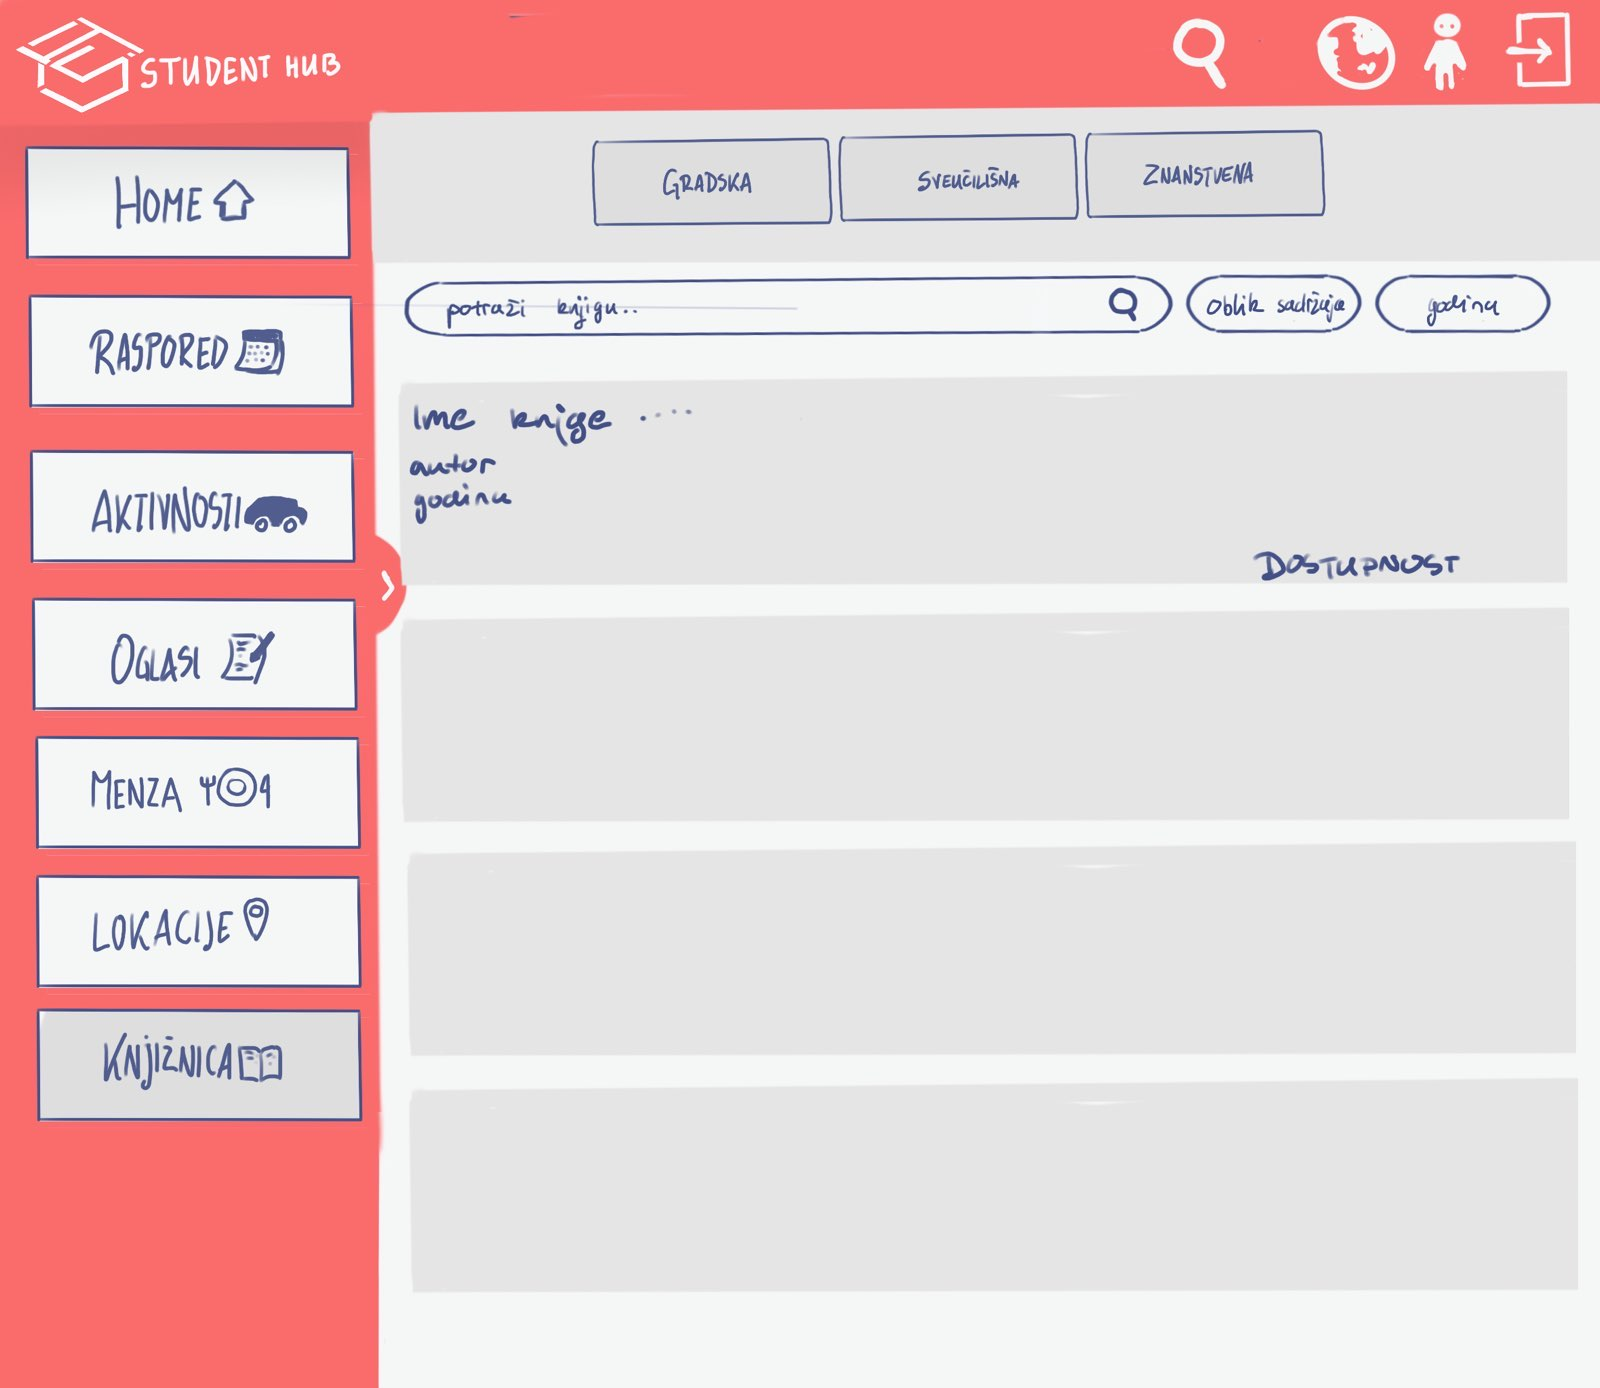 STUDENT HUB
HOME
GRADSKA
SVEUČILIŠNA
ZNANSTVENA
RASPORED
potraži knjigu..
Oblik sadržaja
godina
Ime knjige ....
autor
godina
AKTIVNOSTI
DOSTUPNOST
OGLASI
MENZA
LOKACIJE
KNJIŽNICA